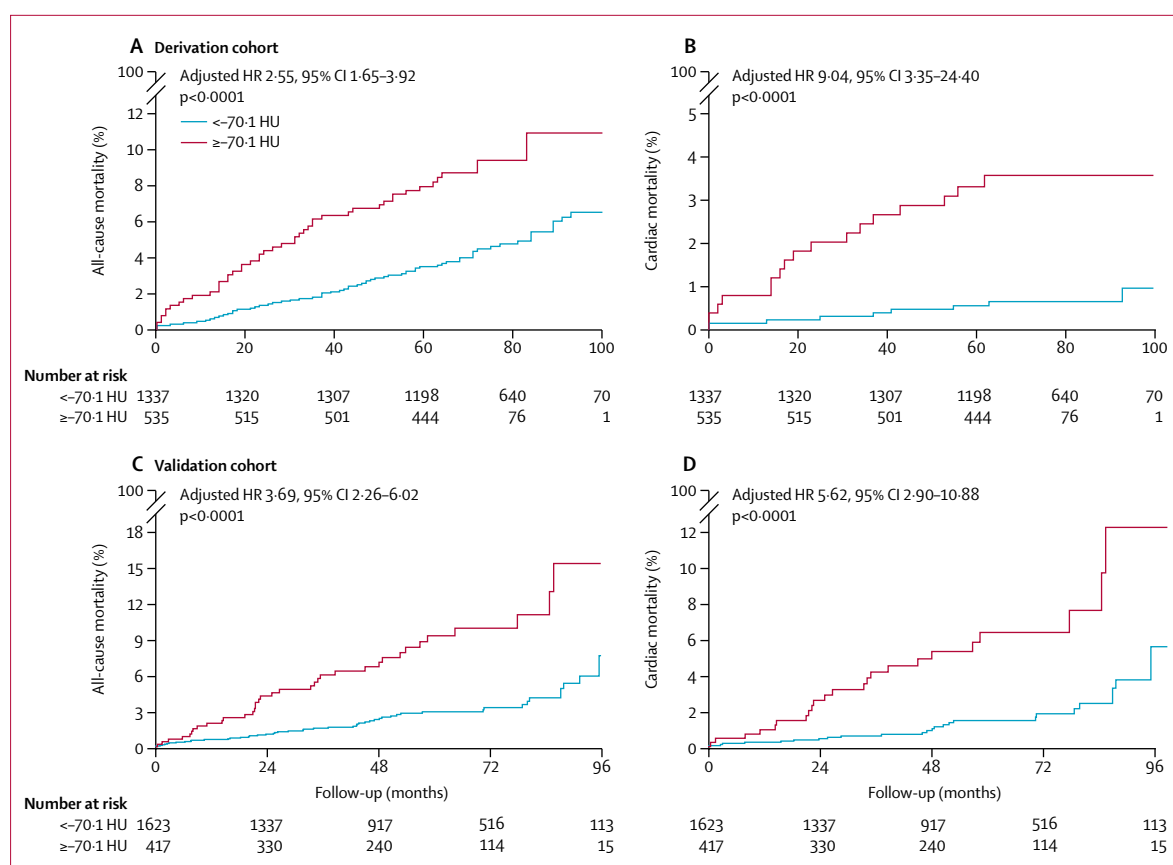 A Derivation cohort
B
Adjusted HR 2·55, 95% CI 1·65–3·92
p<0·0001
<–70·1 HU
≥–70·1 HU
All-cause mortality (%)
100
12
10
8
6
4
2
0
0 20 40 60 80 100
Adjusted HR 9·04, 95% CI 3·35–24·40
p<0·0001
Cardiac mortality (%)
100
5
4
3
2
1
0
0 20 40 60 80 100
Number at risk
<–70·1 HU 1337 1320 1307 1198 640 70
≥–70·1 HU 535 515 501 444 76 1
1337 1320 1307 1198 640 70
535 515 501 444 76 1
C Validation cohort
D
Adjusted HR 3·69, 95% CI 2·26–6·02
p<0·0001
All-cause mortality (%)
100
18
15
12
9
6
3
0
0 24 48 72 96
Follow-up (months)
Adjusted HR 5·62, 95% CI 2·90–10·88
p<0·0001
Cardiac mortality (%)
100
12
10
8
6
4
2
0
0 24 48 72 96
Follow-up (months)
Number at risk
<–70·1 HU 1623 1337 917 516 113
≥–70·1 HU 417 330 240 114 15
1623 1337 917 516 113
417 330 240 114 15